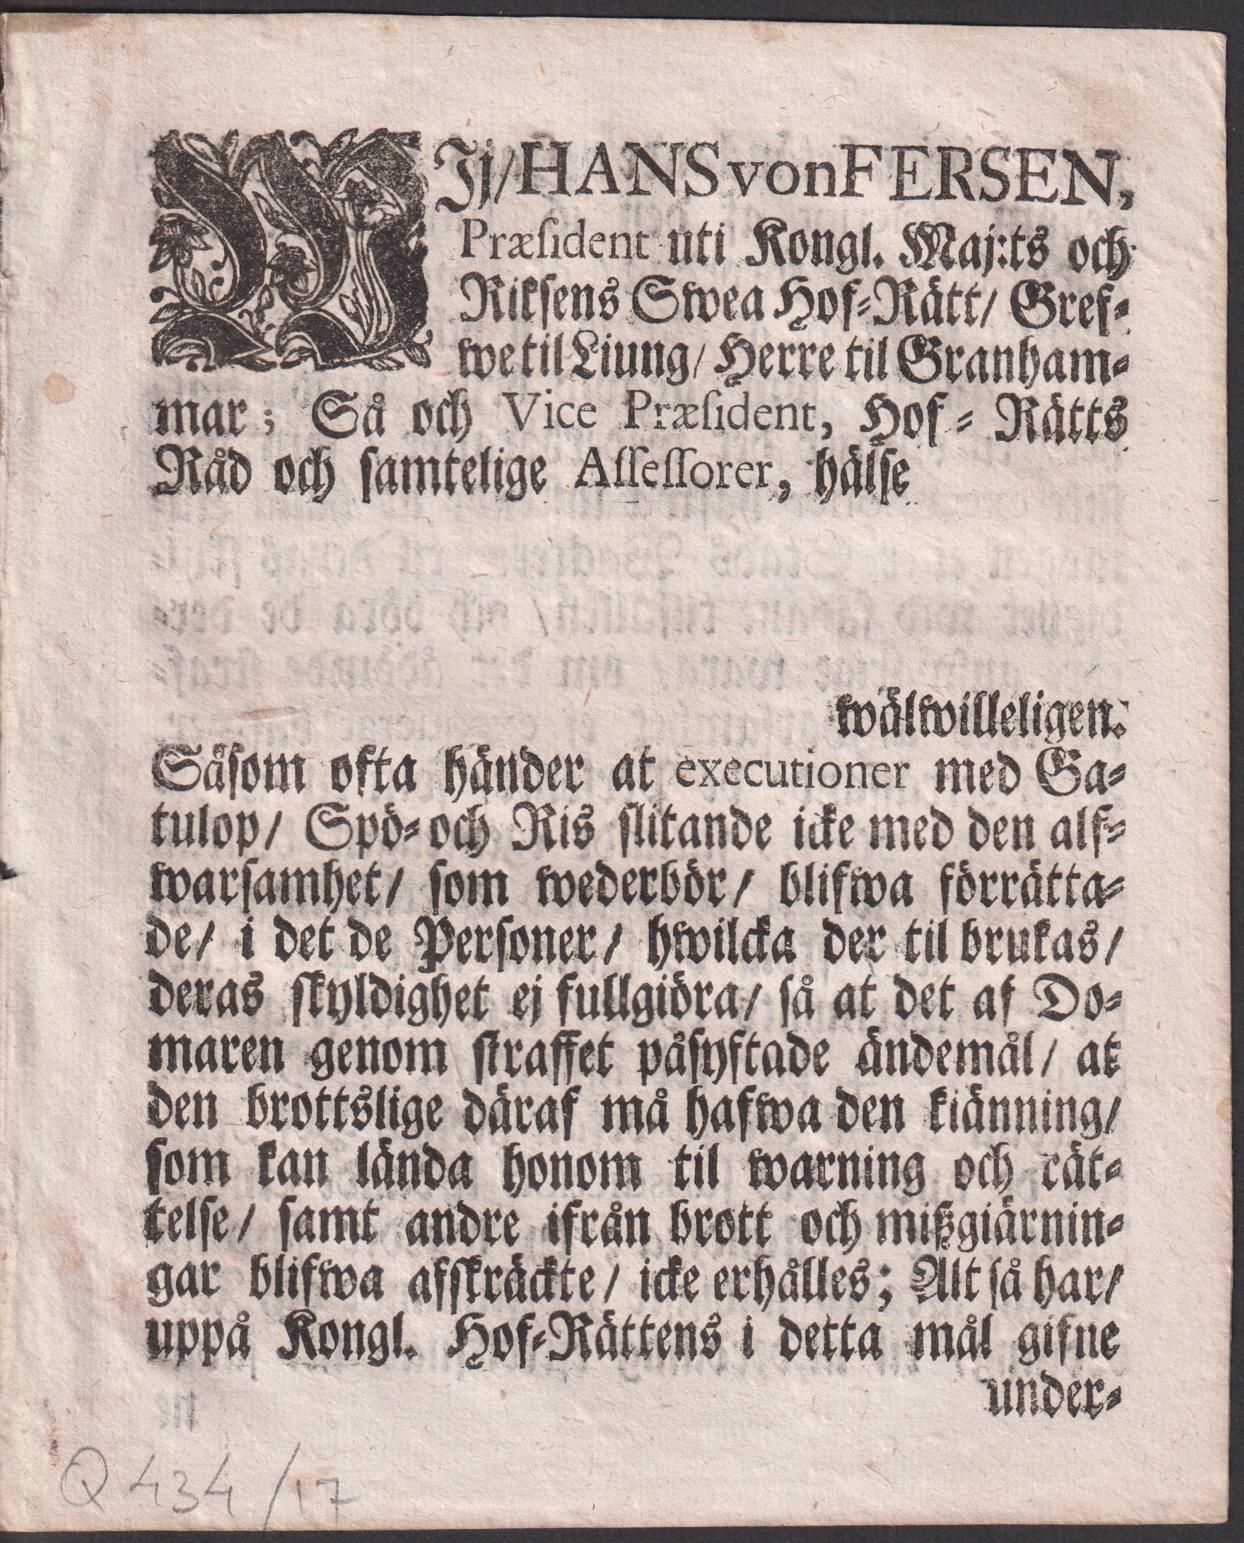 WIj/HANS von FERSEN,
Præſident uti Kongl. Maj:ts och
Rikſens Swea Hof-Rätt/ Gref-
we til Liung/ Herre til Granham-
mar; Så och Vice Præſident, Hof-Rätts
Råd och ſamtelige Aſſeſſorer, hälſe
wälwilleligen:
Såſom ofta händer at executioner med Ga-
tulop/ Spö- och Ris ſlitande icke med den alf-
warſamhet/ ſom wederbör/ blifwa förrätta-
de/ i det de Perſoner/ hwilcka der til brukas/
deras ſkyldighet ej fullgiöra/ ſå at det af Do-
maren genom ſtraffet påſyftade ändemål/ at
den brottslige däraf må hafwa den kiänning/
ſom kan lända honom til warning och rät-
telſe/ ſamt andre ifrån brott och mißgiärnin-
gar blifwa afſkräckte/ icke erhålles; Alt ſå har/
uppå Kongl. Hof-Rättens i detta mål gifne
under-
Q 434/17